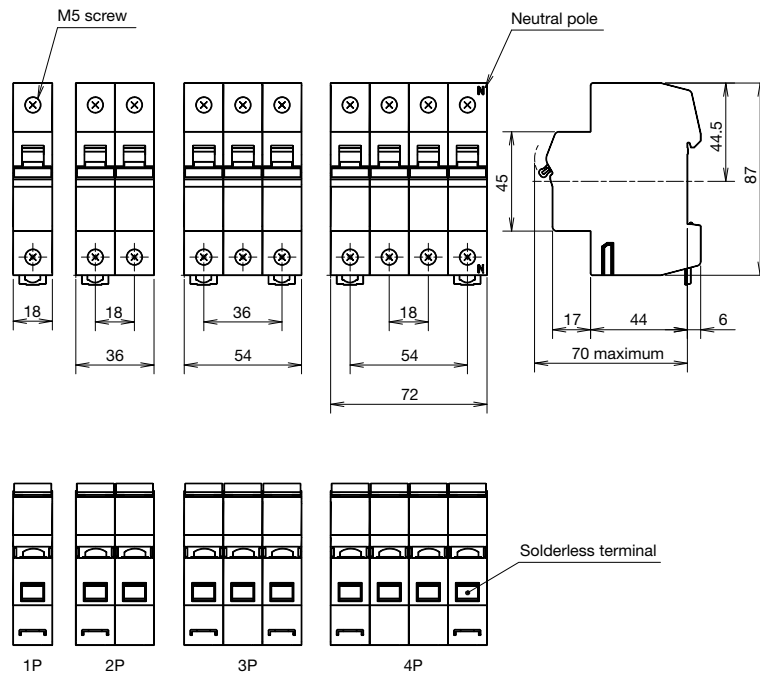 M5 screw
Neutral pole
N
44.5
45
87
N
18
18
36
18
17
44
6
36
54
54
70 maximum
72
Solderless terminal
1P
2P
3P
4P